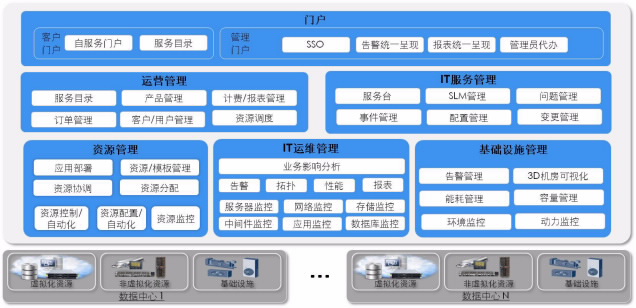 门户
客户门户
自服务门户
服务目录
管理门户
SSO
告警统一呈现
报表统一呈现
管理员代办
运营管理
服务目录
产品管理
计费/报表管理
订单管理
客户/用户管理
资源调度
IT服务管理
服务台
SLM管理
问题管理
事件管理
配置管理
变更管理
资源管理
应用部署
资源/模板管理
资源协调
资源分配
资源控制/
自动化
资源配置/
自动化
资源监控
IT运维管理
业务影响分析
告警
拓扑
性能
报表
服务器监控
网络监控
存储监控
中间件监控
应用监控
数据库监控
基础设施管理
告警管理
3D机房可视化
能耗管理
容量管理
环境监控
动力监控
虚拟化资源
非虚拟化资源
基础设施
数据中心1
...
虚拟化资源
非虚拟化资源
基础设施
数据中心N